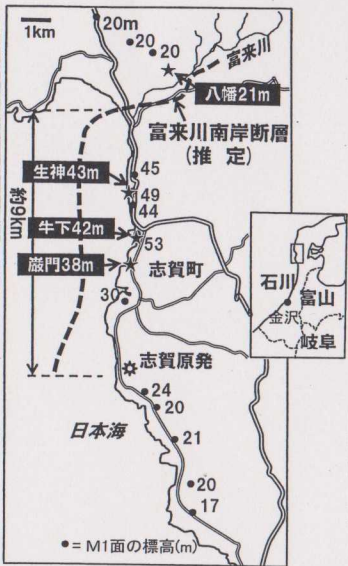 1km
20m
20
20
富来川
八幡21m
富来川南岸断層
(推定)
45
生神43m
49
44
約9km
牛下42m
53
巌門38m
志賀町
30
石川
富山
金沢
岐阜
志賀原発
24
20
日本海
21
20
17
●=M1面の標高(m)